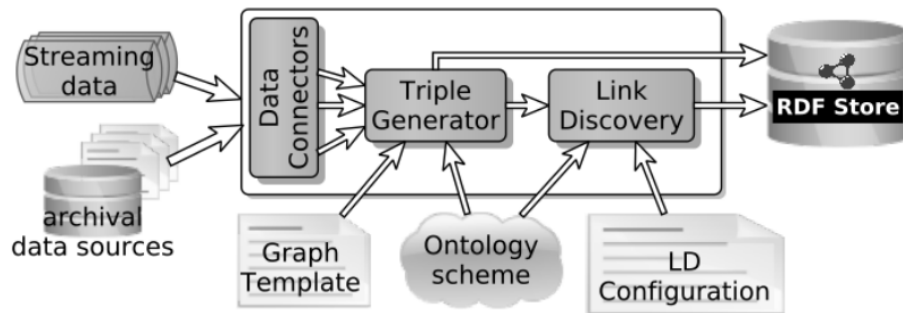 Streaming
data
archival
data sources
Data
Connectors
Triple
Generator
Link
Discovery
RDF Store
Graph
Template
Ontology
scheme
LD
Configuration